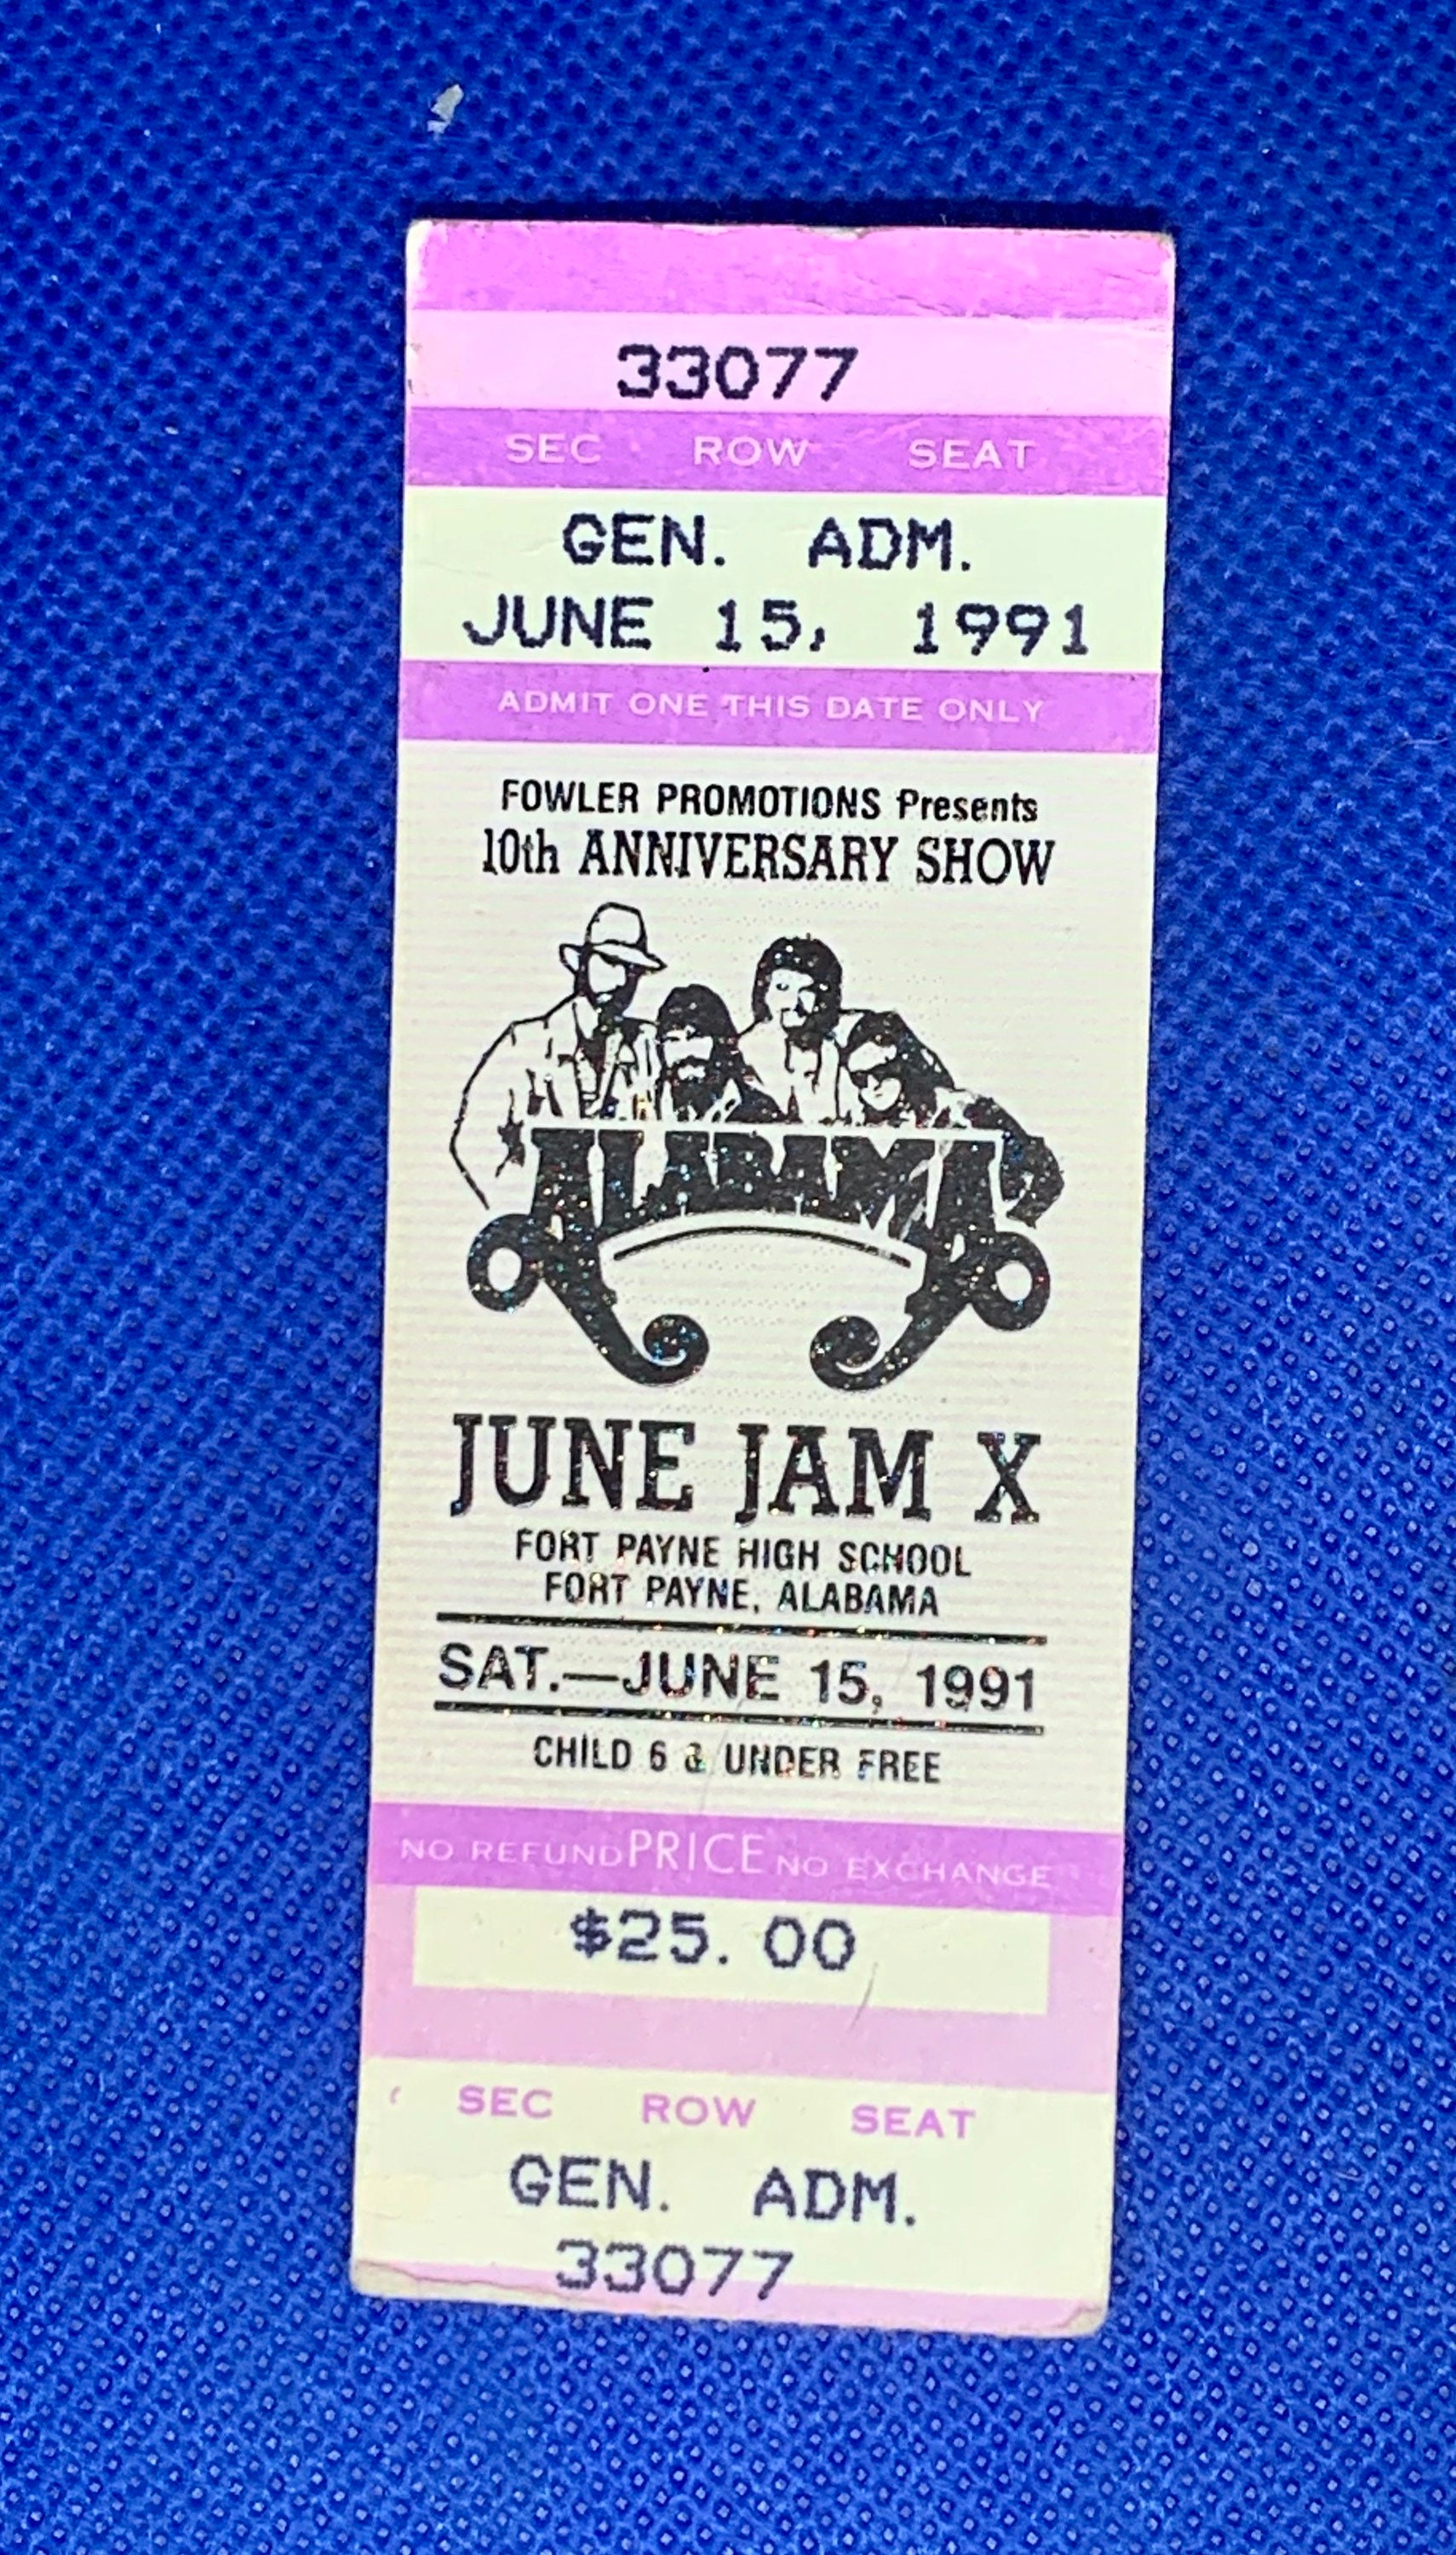 33077
SEC ROW SEAT
GEN. ADM.
JUNE 15, 1991
ADMIT ONE THIS DATE ONLY
FOWLER PROMOTIONS Presents
10th ANNIVERSARY SHOW
ALABAMA
JUNE JAM X
FORT PAYNE HIGH SCHOOL
FORT PAYNE, ALABAMA
SAT.—JUNE 15, 1991
CHILD 6 & UNDER FREE
NO REFUND PRICE NO EXCHANGE
$25.00
SEC ROW SEAT
GEN. ADM.
33077